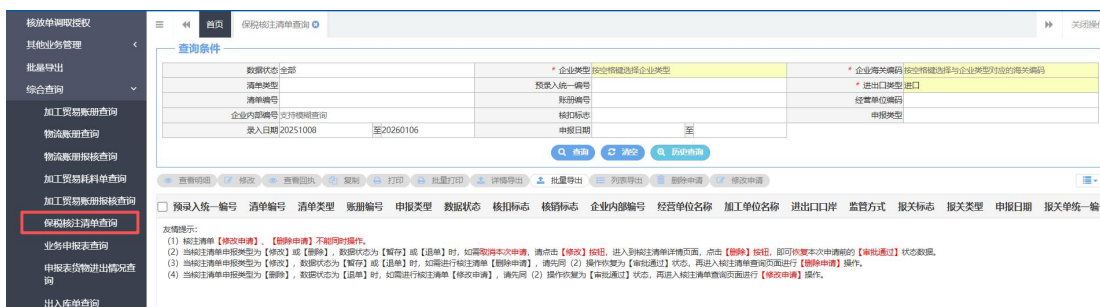 核放单调取授权
其他业务管理
批量导出
综合查询
加工贸易账册查询
物流账册查询
物流账册报核查询
加工贸易耗料单查询
加工贸易账册报核查询
保税核注清单查询
业务申报表查询
申报表货物进出情况查
询
出入库单查询
首页 保税核注清单查询 关闭操作
查询条件
数据状态 全部 * 企业类型 按空格键选择企业类型 * 企业海关编码 按空格键选择与企业类型对应的海关编码
清单类型 预录入统一编号 * 进出口类型 进口
清单编号 账册编号 经营单位编码
企业内部编号 支持模糊查询 核扣标志 申报类型
录入日期 20251008 至 20260106 申报日期 至
查询 清空 历史查询
查看明细 修改 查看回执 复制 打印 批量打印 详情导出 批量导出 列表导出 删除申请 修改申请
预录入统一编号 清单编号 清单类型 账册编号 申报类型 数据状态 核扣标志 核销标志 企业内部编号 经营单位名称 加工单位名称 进出口口岸 监管方式 报关标志 报关类型 申报日期 报关单统一编
友情提示:
(1) 核注清单【修改申请】、【删除申请】不能同时操作。
(2) 当核注清单申报类型为【修改】或【删除】,数据状态为【暂存】或【退单】时,如需取消本次申请,请点击【修改】按钮,进入到核注清单详情页面,点击【删除】按钮,即可恢复本次申请前的【审批通过】状态数据。
(3) 当核注清单申报类型为【修改】,数据状态为【退单】时,如需进行核注清单【删除申请】,请先同(2)操作恢复为【审批通过】状态,再进入核注清单查询页面进行【删除申请】操作。
(4) 当核注清单申报类型为【删除】,数据状态为【退单】时,如需进行核注清单【修改申请】,请先同(2)操作恢复为【审批通过】状态,再进入核注清单查询页面进行【修改申请】操作。